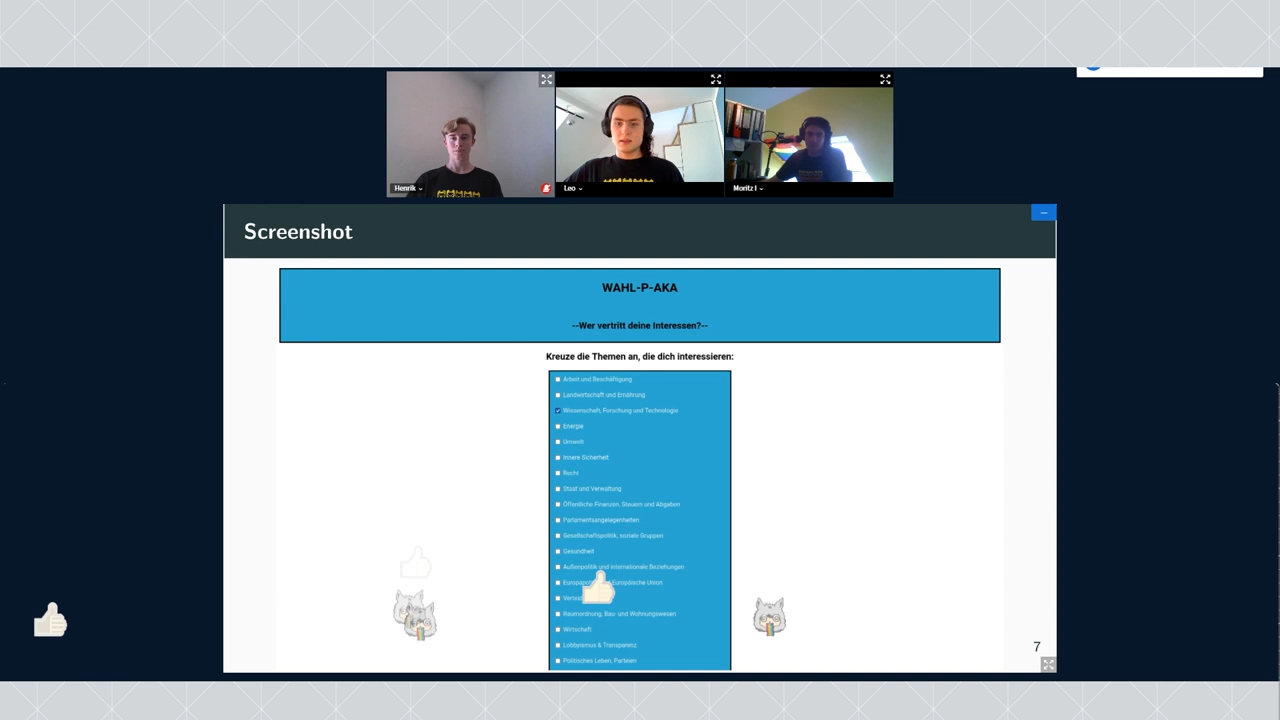 Henrik
Leo
Moritz I
Screenshot
WAHL-P-AKA
--Wer vertritt deine Interessen?--
Kreuze die Themen an, die dich interessieren:
Arbeit und Beschäftigung
Landwirtschaft und Ernährung
Wissenschaft, Forschung und Technologie
Energie
Umwelt
Innere Sicherheit
Recht
Staat und Verwaltung
Öffentliche Finanzen, Steuern und Abgaben
Parlamentsangelegenheiten
Gesellschaftspolitik, soziale Gruppen
Gesundheit
Außenpolitik und internationale Beziehungen
Europäische Union
Raumordnung, Bau- und Wohnungswesen
Wirtschaft
Lobbyismus & Transparenz
Politisches Leben, Parteien
7